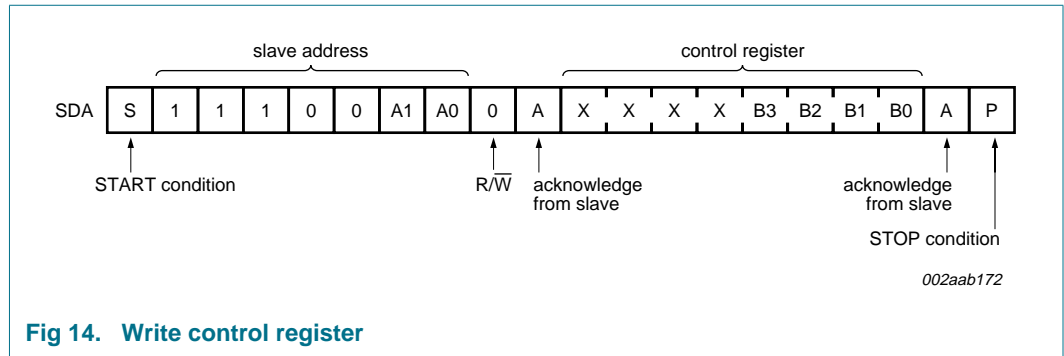 slave address
control register
SDA S 1 1 1 0 0 A1 A0 0 A X X X X B3 B2 B1 B0 A P
START condition
R/W̅
acknowledge
from slave
acknowledge
from slave
STOP condition
002aab172
Fig 14. Write control register